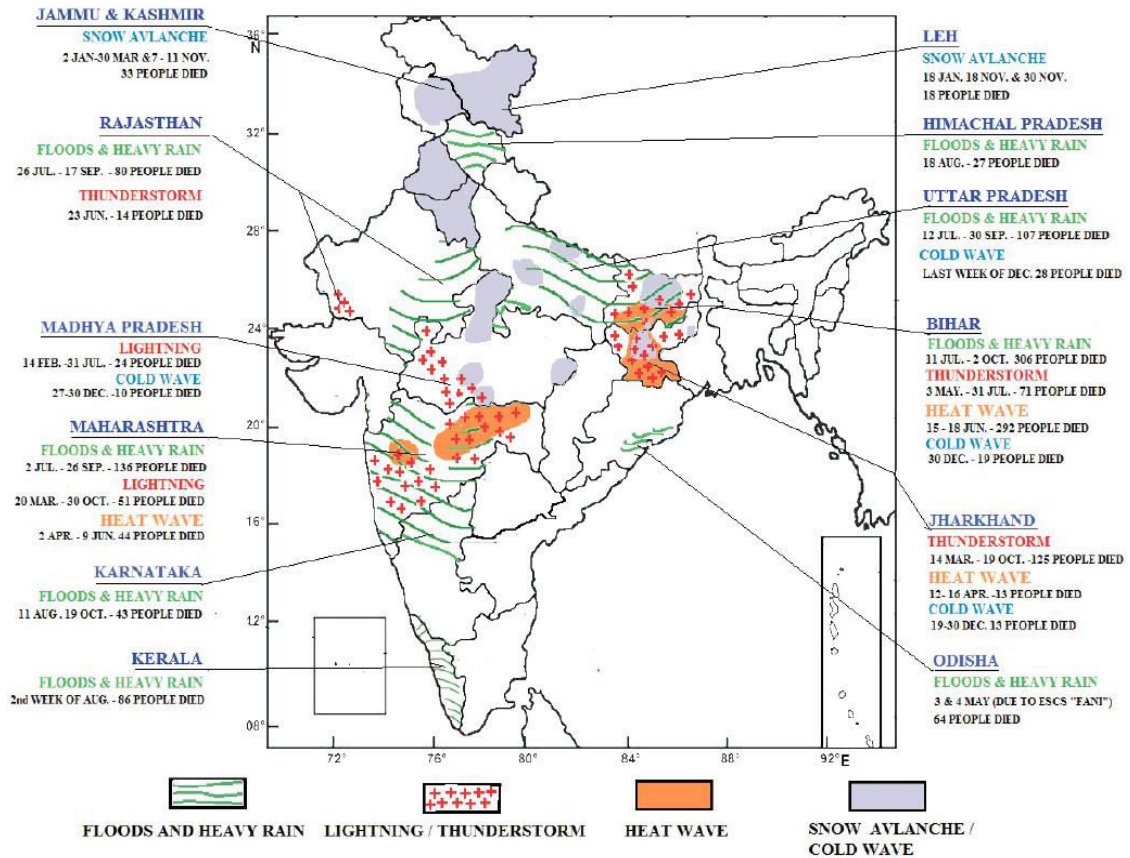 JAMMU & KASHMIR
SNOW AVLANCHE
2 JAN-30 MAR &7 - 11 NOV.
33 PEOPLE DIED
RAJASTHAN
FLOODS & HEAVY RAIN
26 JUL. - 17 SEP. - 80 PEOPLE DIED
THUNDERSTORM
23 JUN. - 14 PEOPLE DIED
MADHYA PRADESH
LIGHTNING
14 FEB. -31 JUL. - 24 PEOPLE DIED
COLD WAVE
27-30 DEC. -10 PEOPLE DIED
MAHARASHTRA
FLOODS & HEAVY RAIN
2 JUL. - 26 SEP. - 136 PEOPLE DIED
LIGHTNING
20 MAR. - 30 OCT. - 51 PEOPLE DIED
HEAT WAVE
2 APR. - 9 JUN. 44 PEOPLE DIED
KARNATAKA
FLOODS & HEAVY RAIN
11 AUG. 19 OCT. - 43 PEOPLE DIED
KERALA
FLOODS & HEAVY RAIN
2nd WEEK OF AUG. - 86 PEOPLE DIED
36°
N
32°
28°
24°
20°
16°
12°
08°
72°
76°
80°
84°
88°
92°E
LEH
SNOW AVLANCHE
18 JAN, 18 NOV. & 30 NOV.
18 PEOPLE DIED
HIMACHAL PRADESH
FLOODS & HEAVY RAIN
18 AUG. - 27 PEOPLE DIED
UTTAR PRADESH
FLOODS & HEAVY RAIN
12 JUL. - 30 SEP. - 107 PEOPLE DIED
COLD WAVE
LAST WEEK OF DEC. 28 PEOPLE DIED
BIHAR
FLOODS & HEAVY RAIN
11 JUL. - 2 OCT. 306 PEOPLE DIED
THUNDERSTORM
3 MAY. - 31 JUL. - 71 PEOPLE DIED
HEAT WAVE
15 - 18 JUN. - 292 PEOPLE DIED
COLD WAVE
30 DEC. - 19 PEOPLE DIED
JHARKHAND
THUNDERSTORM
14 MAR. - 19 OCT. -125 PEOPLE DIED
HEAT WAVE
12- 16 APR. -13 PEOPLE DIED
COLD WAVE
19-30 DEC. 13 PEOPLE DIED
ODISHA
FLOODS & HEAVY RAIN
3 & 4 MAY (DUE TO ESCS "FANI")
64 PEOPLE DIED
FLOODS AND HEAVY RAIN
LIGHTNING / THUNDERSTORM
HEAT WAVE
SNOW AVLANCHE /
COLD WAVE